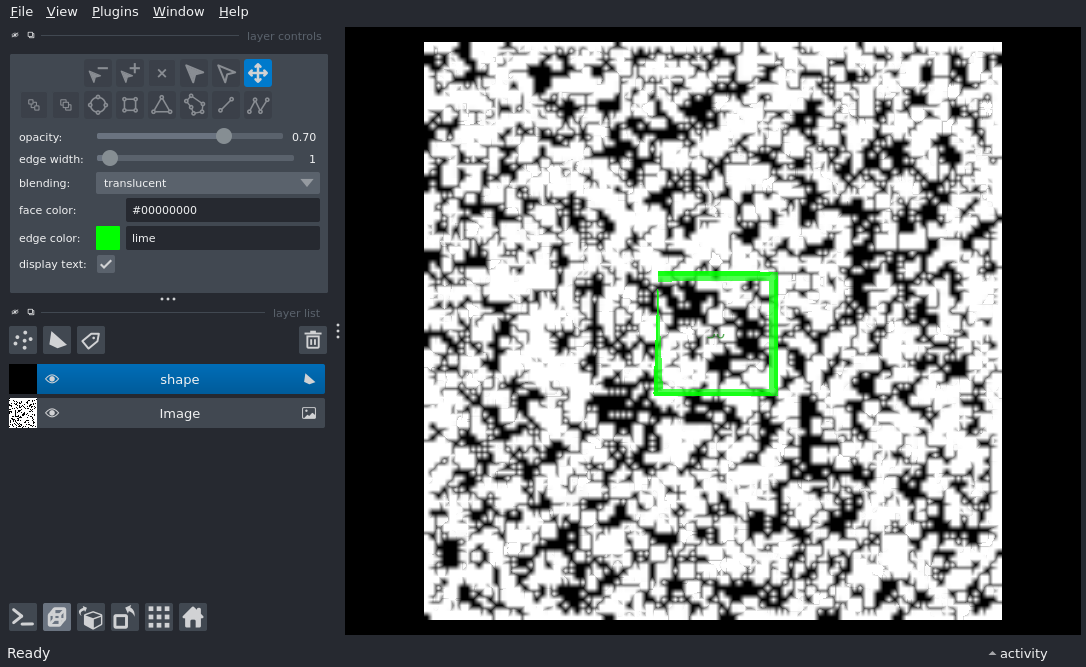 File View Plugins Window Help
layer controls
opacity: 0.70
edge width: 1
blending: translucent
face color: #00000000
edge color: lime
display text:
layer list
shape
Image
Ready
activity